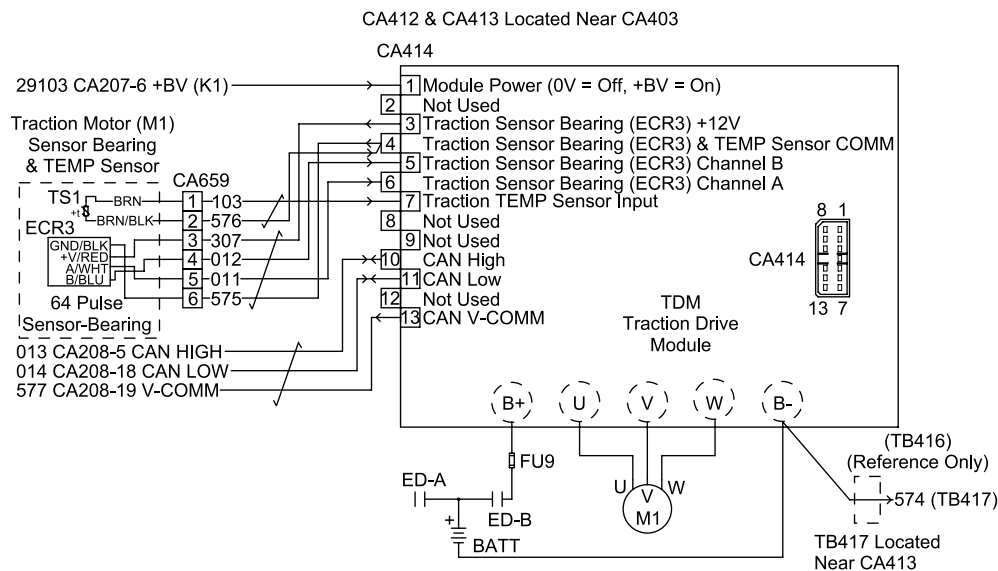 CA412 & CA413 Located Near CA403
CA414
29103 CA207-6 +BV (K1)
1 Module Power (0V = Off, +BV = On)
2 Not Used
3 Traction Sensor Bearing (ECR3) +12V
4 Traction Sensor Bearing (ECR3) & TEMP Sensor COMM
5 Traction Sensor Bearing (ECR3) Channel B
6 Traction Sensor Bearing (ECR3) Channel A
7 Traction TEMP Sensor Input
8 Not Used
9 Not Used
10 CAN High
11 CAN Low
12 Not Used
13 CAN V-COMM
Traction Motor (M1)
Sensor Bearing
& TEMP Sensor
CA659
TS1
+t
BRN
1 103
BRN/BLK
2 576
ECR3
GND/BLK
3 307
+V/RED
4 012
A/WHT
5 011
B/BLU
6 575
64 Pulse
Sensor-Bearing
013 CA208-5 CAN HIGH
014 CA208-18 CAN LOW
577 CA208-19 V-COMM
8 1
CA414
13 7
TDM
Traction Drive
Module
B+ U V W B-
(TB416)
(Reference Only)
574 (TB417)
TB417 Located
Near CA413
FU9
ED-A
ED-B
+
BATT
U V W
M1